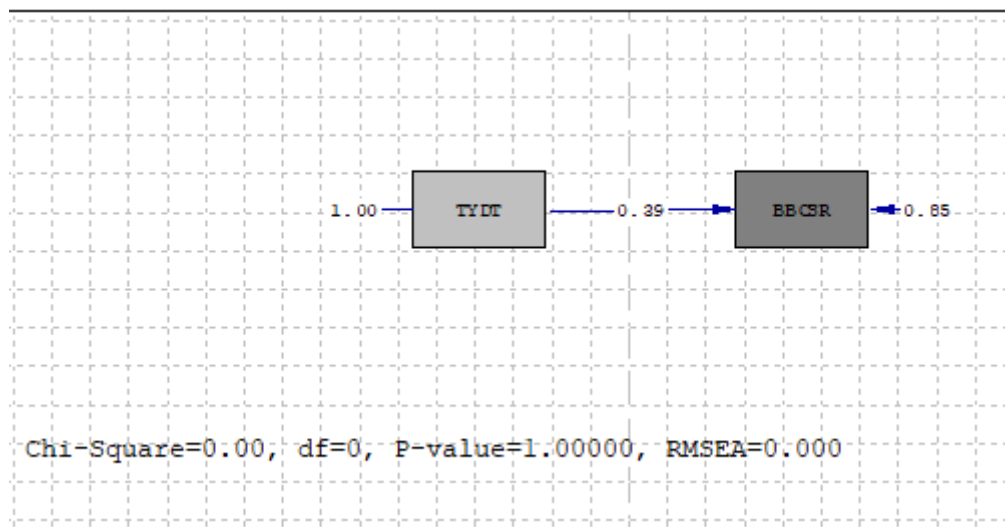 1.00 TYDT 0.39 BBCSR 0.85
Chi-Square=0.00, df=0, P-value=1.00000, RMSEA=0.000